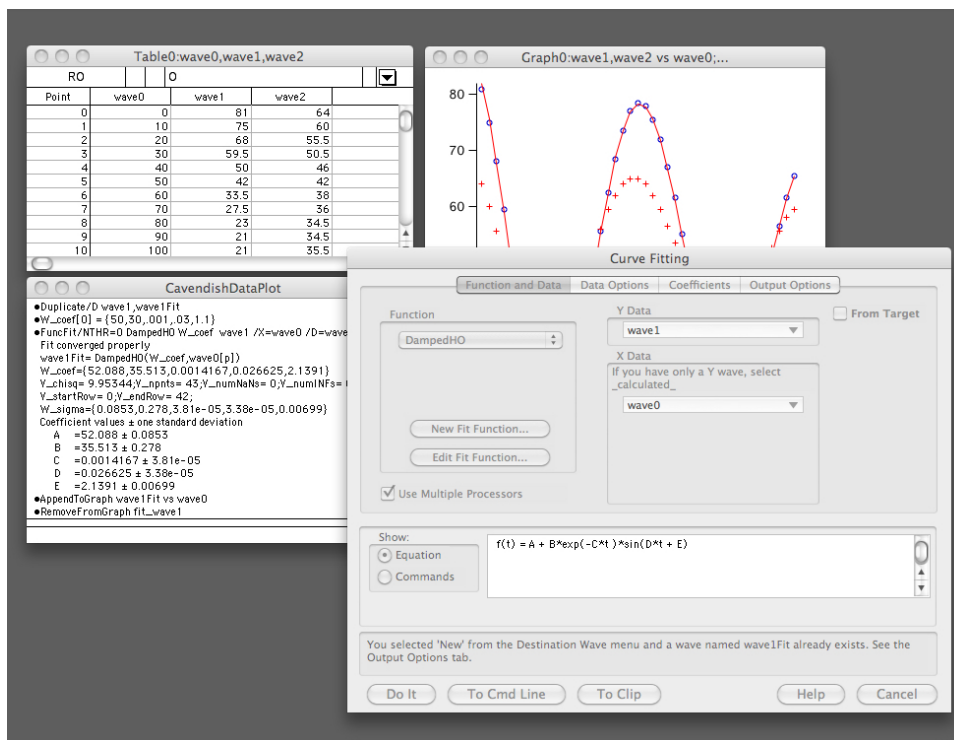 Table0:wave0,wave1,wave2
R0 0
Point wave0 wave1 wave2
0 0 81 64
1 10 75 60
2 20 68 55.5
3 30 59.5 50.5
4 40 50 46
5 50 42 42
6 60 33.5 38
7 70 27.5 36
8 80 23 34.5
9 90 21 34.5
10 100 21 35.5
Graph0:wave1,wave2 vs wave0;...
80
70
60
CavendishDataPlot
•Duplicate/D wave1,wave1Fit
•W_coef[0] = {50,30,.001,.03,1.1}
•FuncFit/NTHR=0 DampedHO W_coef wave1 /X=wave0 /D=wave
Fit converged properly
wave1Fit= DampedHO(W_coef,wave0[p])
W_coef={52.088,35.513,0.0014167,0.026625,2.1391}
V_chisq= 9.95344;V_npnts= 43;V_numNaNs= 0;V_numINFs=
V_startRow= 0;V_endRow= 42;
W_sigma={0.0853,0.278,3.81e-05,3.38e-05,0.00699}
Coefficient values ± one standard deviation
A =52.088 ± 0.0853
B =35.513 ± 0.278
C =0.0014167 ± 3.81e-05
D =0.026625 ± 3.38e-05
E =2.1391 ± 0.00699
•AppendToGraph wave1Fit vs wave0
•RemoveFromGraph fit_wave1
Curve Fitting
Function and Data Data Options Coefficients Output Options
Function
DampedHO
New Fit Function...
Edit Fit Function...
Use Multiple Processors
Y Data
wave1
From Target
X Data
If you have only a Y wave, select
_calculated_
wave0
Show:
Equation
Commands
f(t) = A + B*exp(-C*t )*sin(D*t + E)
You selected 'New' from the Destination Wave menu and a wave named wave1Fit already exists. See the
Output Options tab.
Do It To Cmd Line To Clip Help Cancel